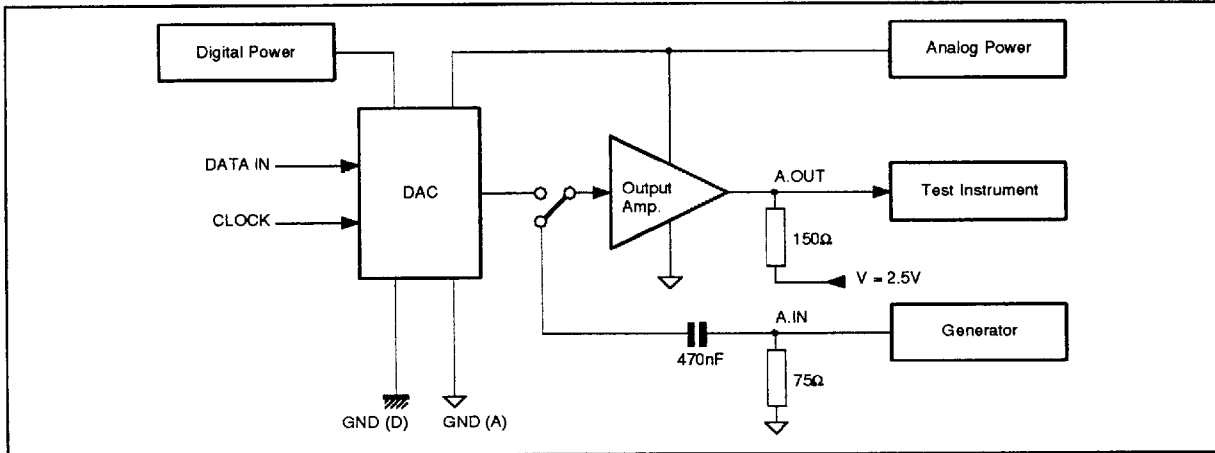 Digital Power
Analog Power
DATA IN
CLOCK
DAC
Output
Amp.
A.OUT
Test Instrument
150Ω
V = 2.5V
A.IN
Generator
470nF
75Ω
GND (D)
GND (A)